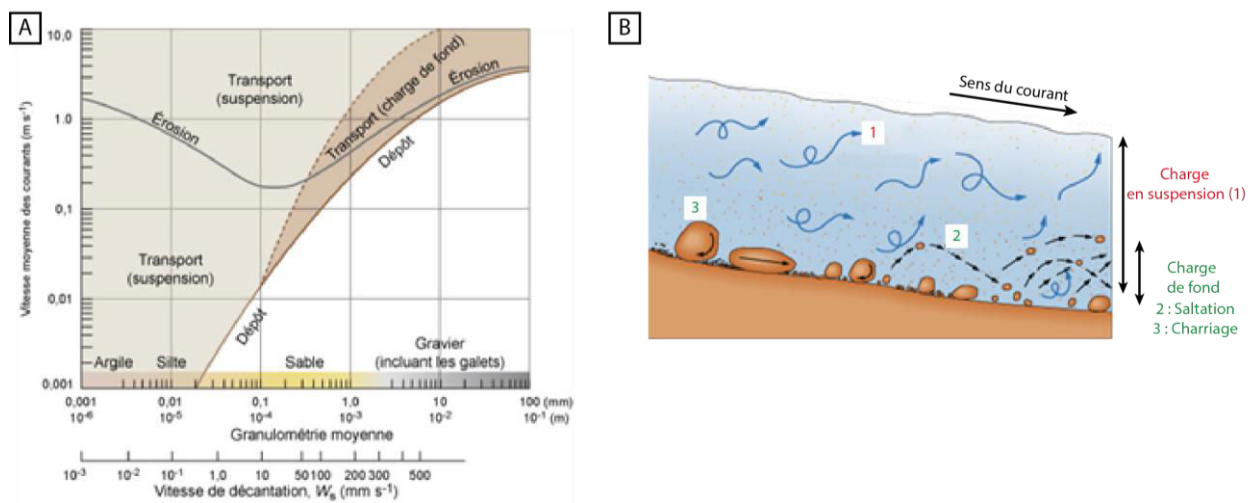 A
Vitesse moyenne des courants (m s⁻¹)
10,0
1.0
0,1
0,01
0,001
Transport
(suspension)
Érosion
Transport (charge de fond)
Érosion
Dépôt
Transport
(suspension)
Dépôt
Argile
Silte
Sable
Gravier
(incluant les galets)
0,001 0,01 0,1 1,0 10 100 (mm)
10⁻⁶ 10⁻⁵ 10⁻⁴ 10⁻³ 10⁻² 10⁻¹ (m)
Granulométrie moyenne
10⁻³ 10⁻² 10⁻¹ 1,0 10 50 100 200 300 500
Vitesse de décantation, Wₛ (mm s⁻¹)
B
Sens du courant
1
3
2
Charge
en suspension (1)
Charge
de fond
2 : Saltation
3 : Charriage